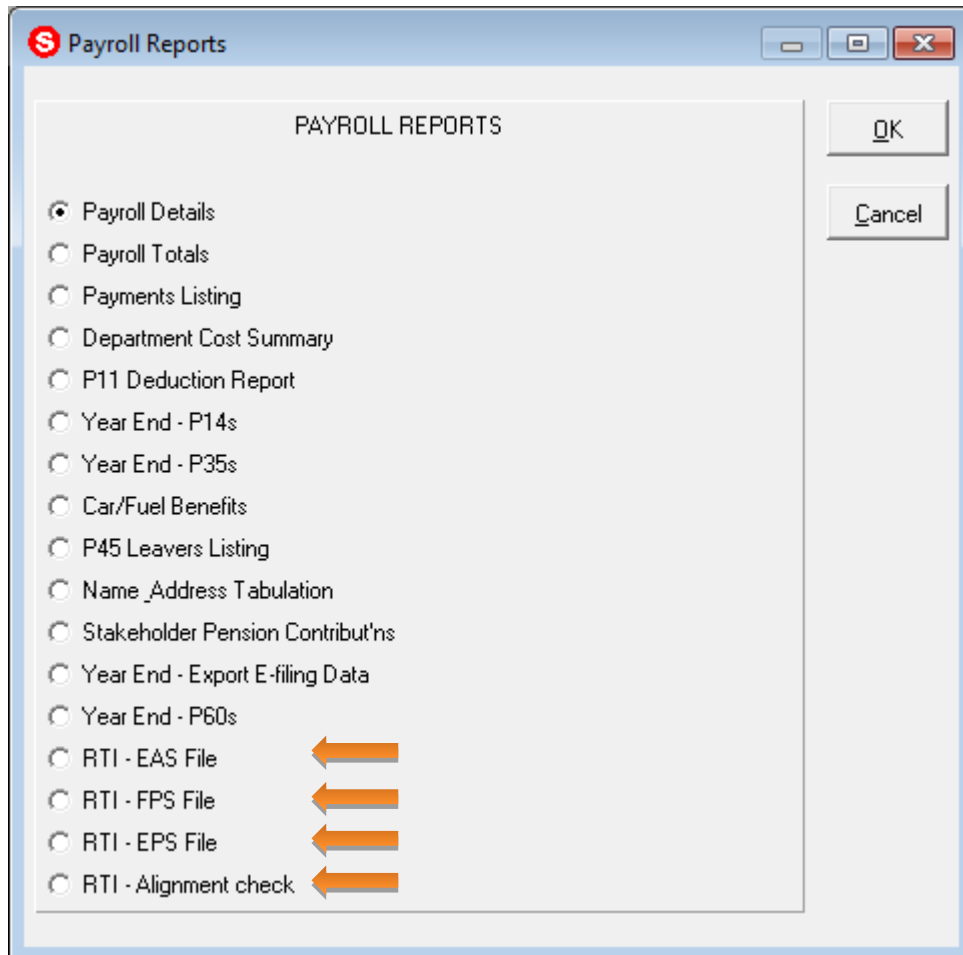 S Payroll Reports
PAYROLL REPORTS
OK
Cancel
Payroll Details
Payroll Totals
Payments Listing
Department Cost Summary
P11 Deduction Report
Year End - P14s
Year End - P35s
Car/Fuel Benefits
P45 Leavers Listing
Name _Address Tabulation
Stakeholder Pension Contribut'ns
Year End - Export E-filing Data
Year End - P60s
RTI - EAS File
RTI - FPS File
RTI - EPS File
RTI - Alignment check